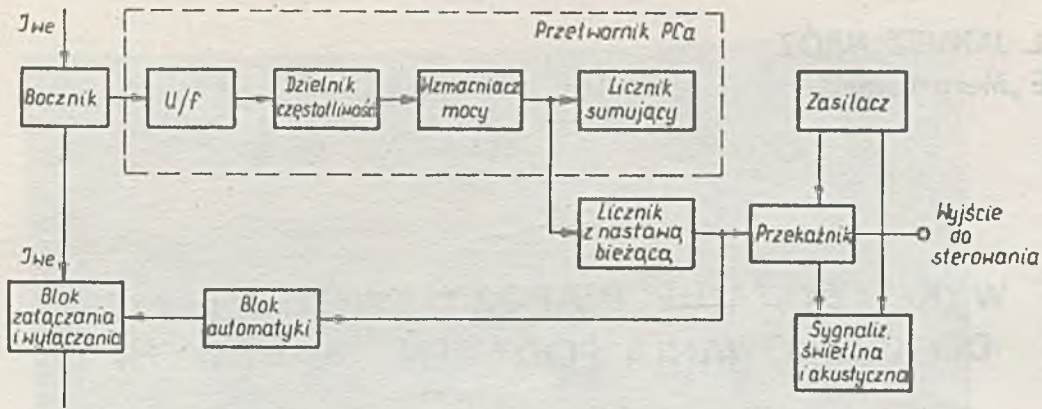 Jwe
Przetwornik PCa
Bocznik
U/f
Dzielnik
częstotliwości
Wzmacniacz
mocy
Licznik
sumujący
Zasilacz
Licznik
z nastawą
bieżącą
Przekaźnik
Wyjście
do
sterowania
Jwe
Blok
załączania
i wyłączania
Blok
automatyki
Sygnaliz.
świetlna
i akustyczna